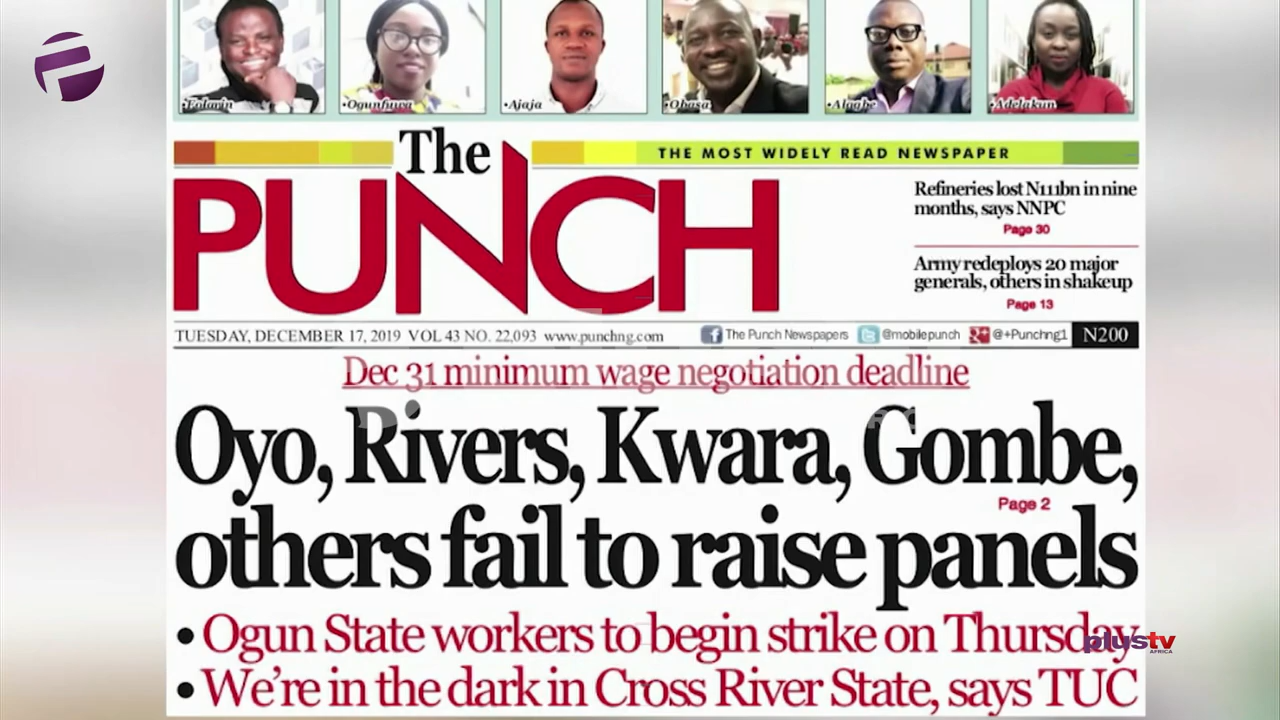 •Ogunfuwa •Ajaja •Obasa •Alagbe •Adelakun
The
PUNCH
THE MOST WIDELY READ NEWSPAPER
Refineries lost N111bn in nine
months, says NNPC
Page 30
Army redeploys 20 major
generals, others in shakeup
Page 13
TUESDAY, DECEMBER 17, 2019 VOL 43 NO. 22,093 www.punchng.com The Punch Newspapers @mobilepunch @+Punchng1 N200
Dec 31 minimum wage negotiation deadline
Oyo, Rivers, Kwara, Gombe,
Page 2
others fail to raise panels
• Ogun State workers to begin strike on Thursday
• We're in the dark in Cross River State, says TUC
plustv
AFRICA